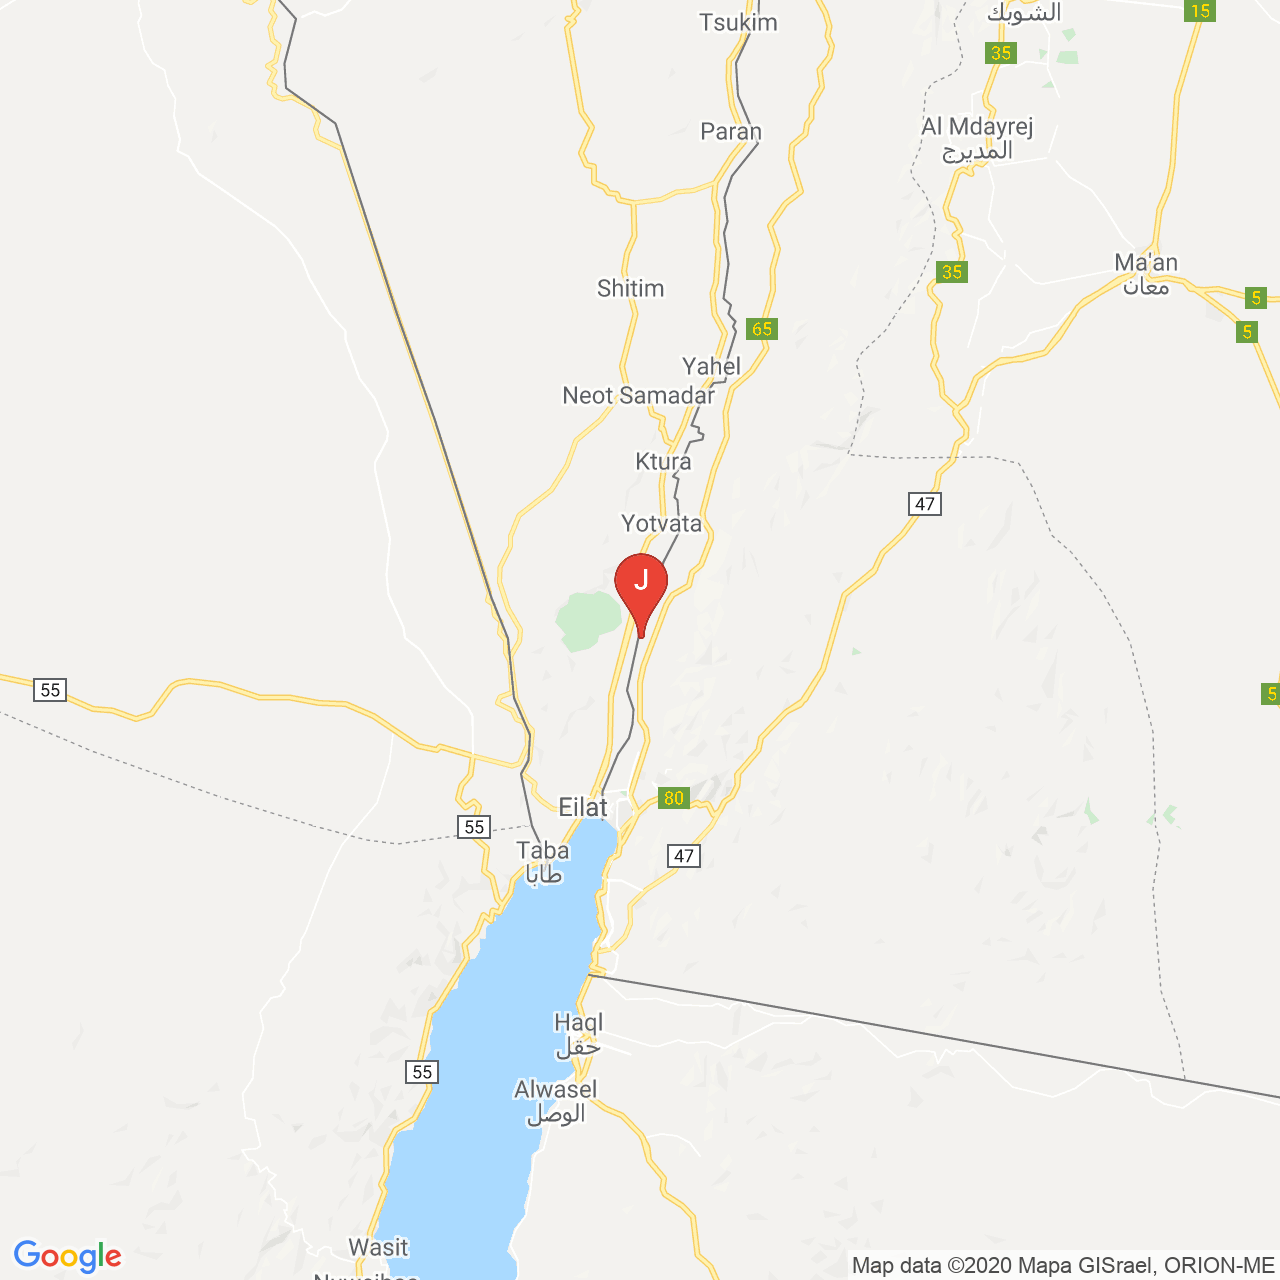 الشوبك
15
Tsukim
35
Al Mdayrej
المديرج
Paran
Ma'an
معان
35
Shitim
5
65
5
Yahel
Neot Samadar
Ktura
47
Yotvata
J
55
5
80
Eilat
55
Taba
طابا
47
Haql
حقل
55
Alwasel
الوصل
Wasit
Google
Map data ©2020 Mapa GISrael, ORION-ME